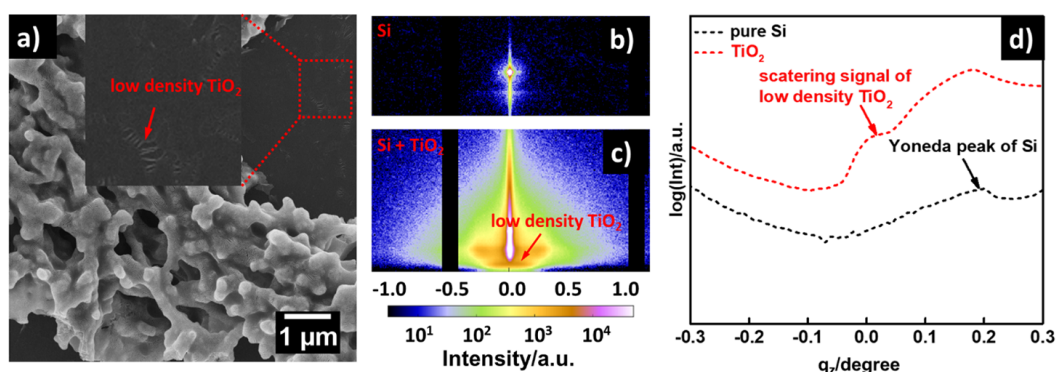 a)
low density TiO₂
1 μm
Si
b)
Si + TiO₂
c)
low density TiO₂
-1.0 -0.5 0.0 0.5 1.0
10¹ 10² 10³ 10⁴
Intensity/a.u.
d)
pure Si
TiO₂
scatering signal of
low density TiO₂
Yoneda peak of Si
log(Int)/a.u.
-0.3 -0.2 -0.1 0.0 0.1 0.2 0.3
q_z/degree